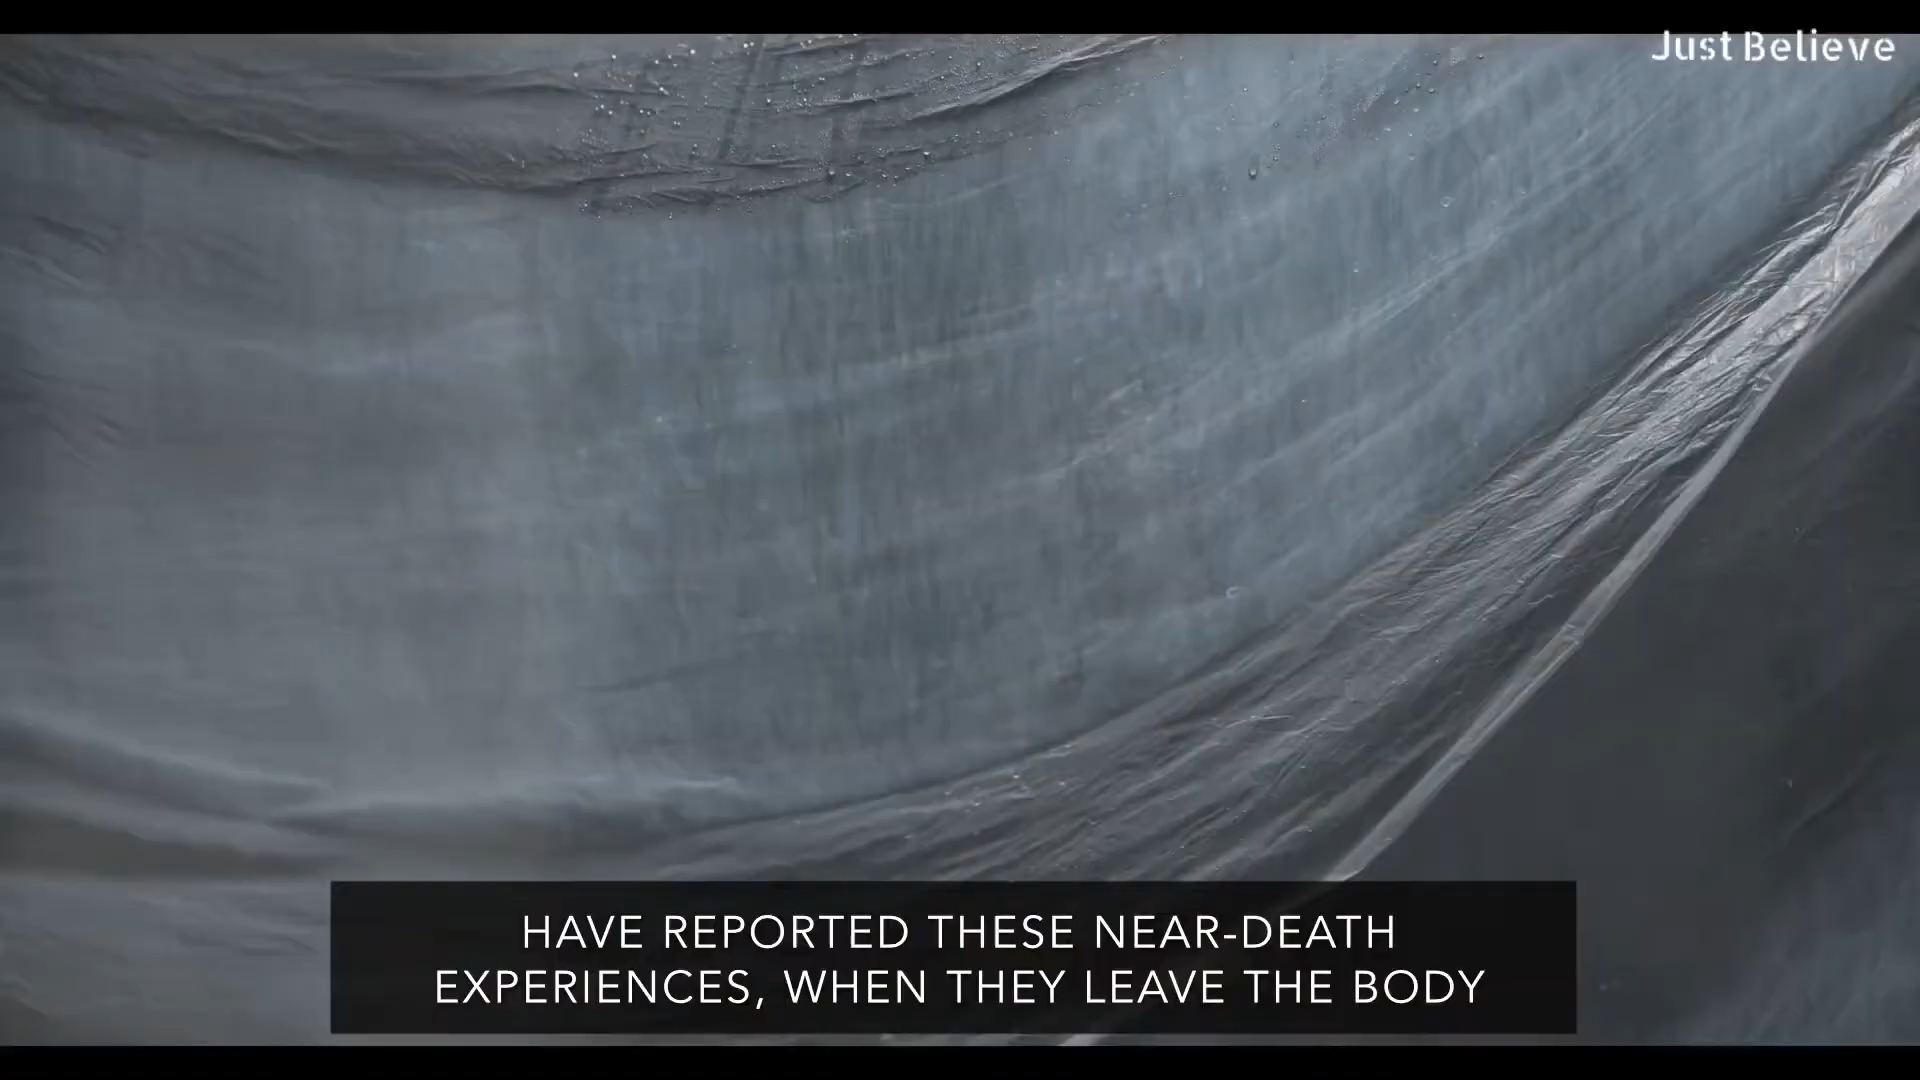 Just Believe
HAVE REPORTED THESE NEAR-DEATH
EXPERIENCES, WHEN THEY LEAVE THE BODY